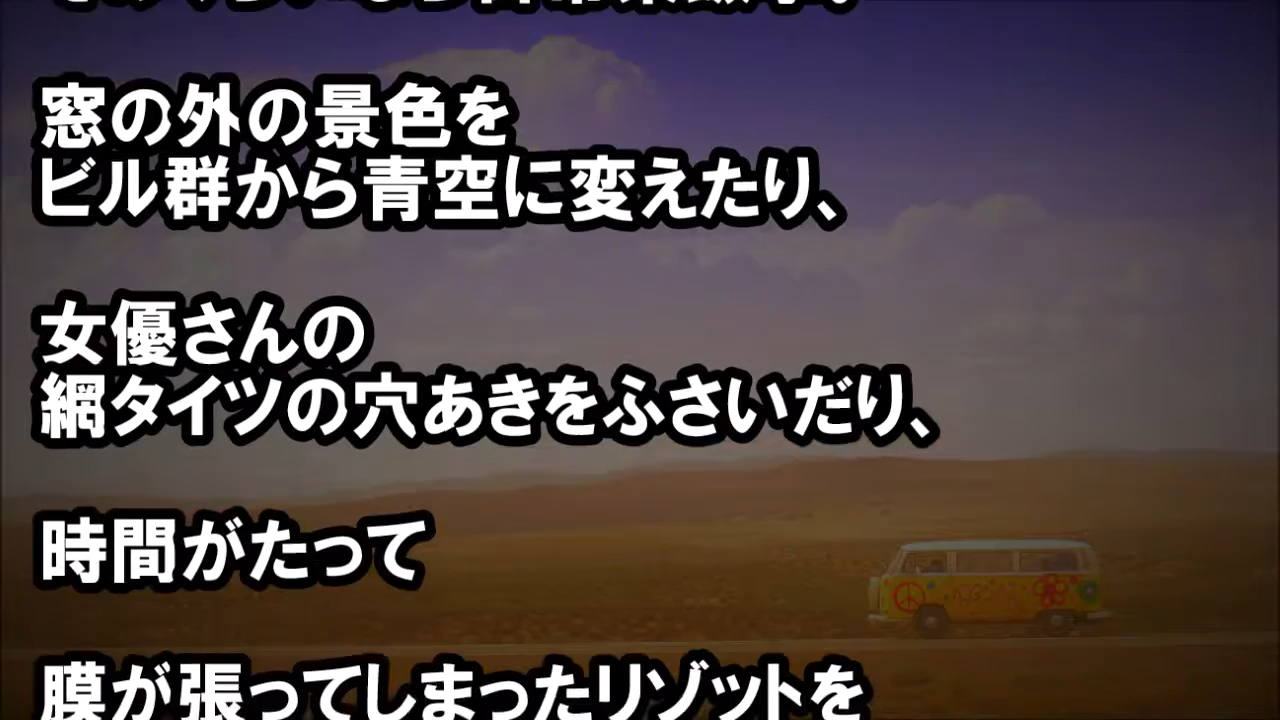 窓の外の景色を
ビル群から青空に変えたり、
女優さんの
網タイツの穴あきをふさいだり、
時間がたって
膜が張ってしまったリゾットを